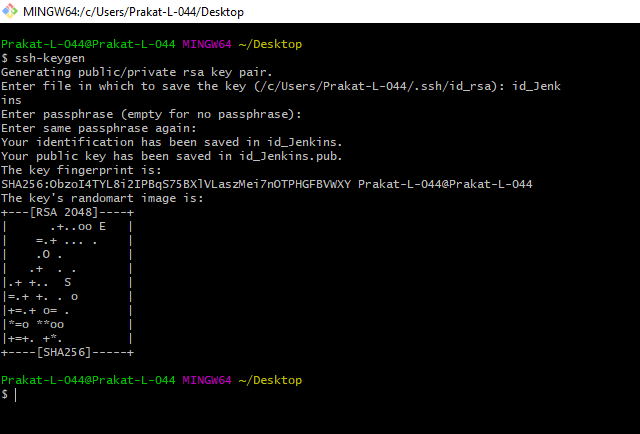 MINGW64:/c/Users/Prakat-L-044/Desktop
Prakat-L-044@Prakat-L-044 MINGW64 ~/Desktop
$ ssh-keygen
Generating public/private rsa key pair.
Enter file in which to save the key (/c/Users/Prakat-L-044/.ssh/id_rsa): id_Jenk
ins
Enter passphrase (empty for no passphrase):
Enter same passphrase again:
Your identification has been saved in id_Jenkins.
Your public key has been saved in id_Jenkins.pub.
The key fingerprint is:
SHA256:ObzoI4TYL8i2IPBqS75BXlVLaszMei7nOTPHGFBVWXY Prakat-L-044@Prakat-L-044
The key's randomart image is:
+---[RSA 2048]----+
|      .+..oo E   |
|    =.+ ... .    |
|    .O .         |
|   .+  . .       |
|.+ +..  S        |
|=.+ +. . o       |
|+=.+ o= .        |
|*=o **oo         |
|+=+. +*.         |
+----[SHA256]-----+
Prakat-L-044@Prakat-L-044 MINGW64 ~/Desktop
$